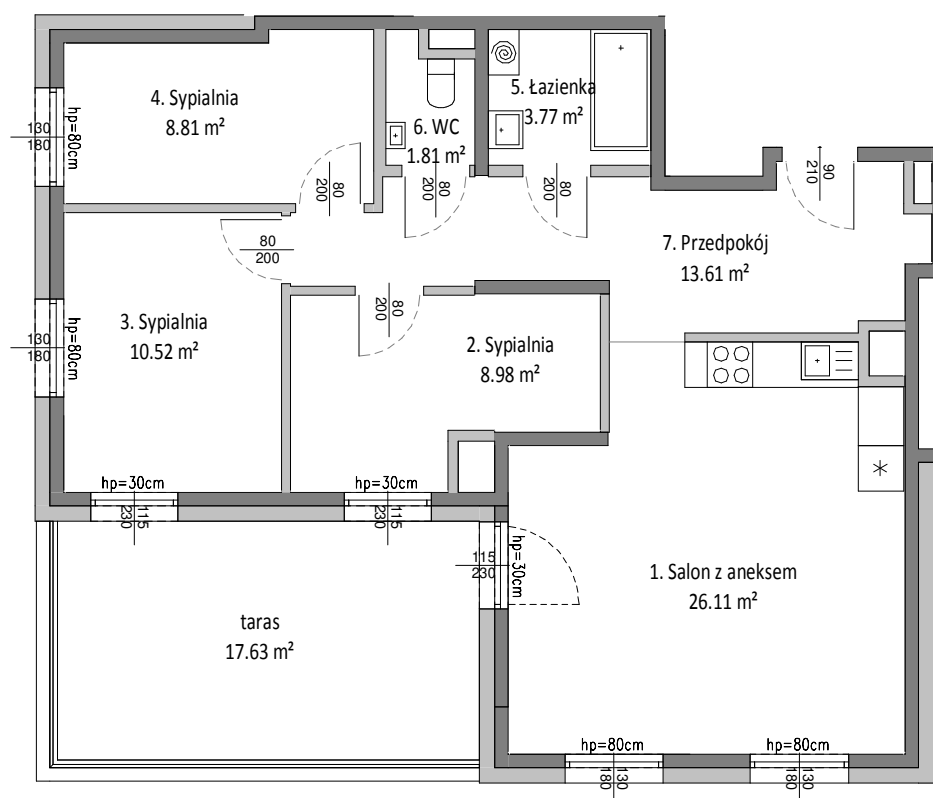 4. Sypialnia
8.81 m²
5. Łazienka
3.77 m²
6. WC
1.81 m²
130
180
hp=80cm
80
200
80
200
80
200
90
210
80
200
7. Przedpokój
13.61 m²
3. Sypialnia
10.52 m²
130
180
hp=80cm
80
200
2. Sypialnia
8.98 m²
hp=30cm
115
230
hp=30cm
115
230
115
230
hp=30cm
1. Salon z aneksem
26.11 m²
taras
17.63 m²
hp=80cm
130
180
hp=80cm
130
180